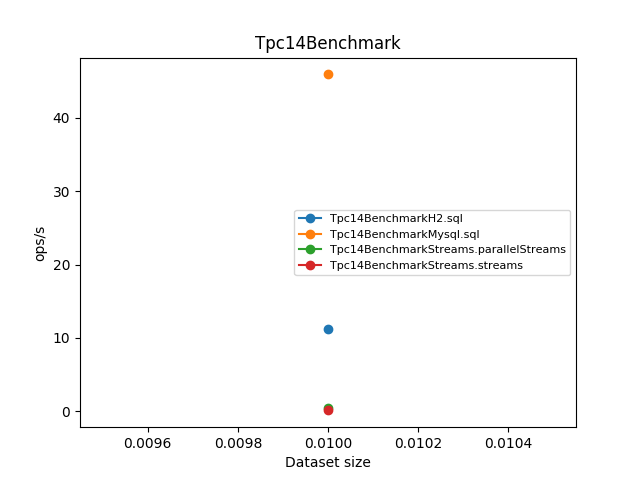 Tpc14Benchmark
ops/s
40
30
20
10
0
Tpc14BenchmarkH2.sql
Tpc14BenchmarkMysql.sql
Tpc14BenchmarkStreams.parallelStreams
Tpc14BenchmarkStreams.streams
0.0096
0.0098
0.0100
0.0102
0.0104
Dataset size